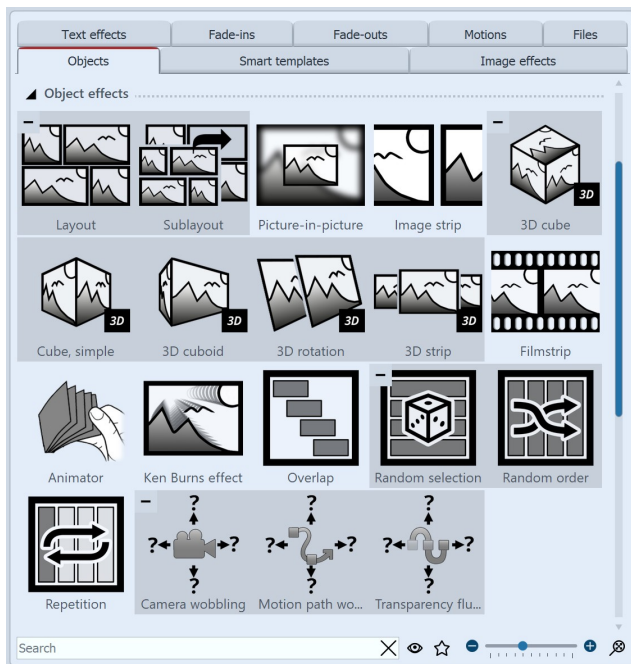 Text effects Fade-ins Fade-outs Motions Files
Objects Smart templates Image effects
Object effects
Layout Sublayout Picture-in-picture Image strip 3D cube
3D
Cube, simple 3D cuboid 3D rotation 3D strip Filmstrip
3D 3D 3D 3D
Animator Ken Burns effect Overlap Random selection Random order
? ? ?
? ? ? ? ? ?
? ? ?
Repetition Camera wobbling Motion path wo... Transparency flu...
Search